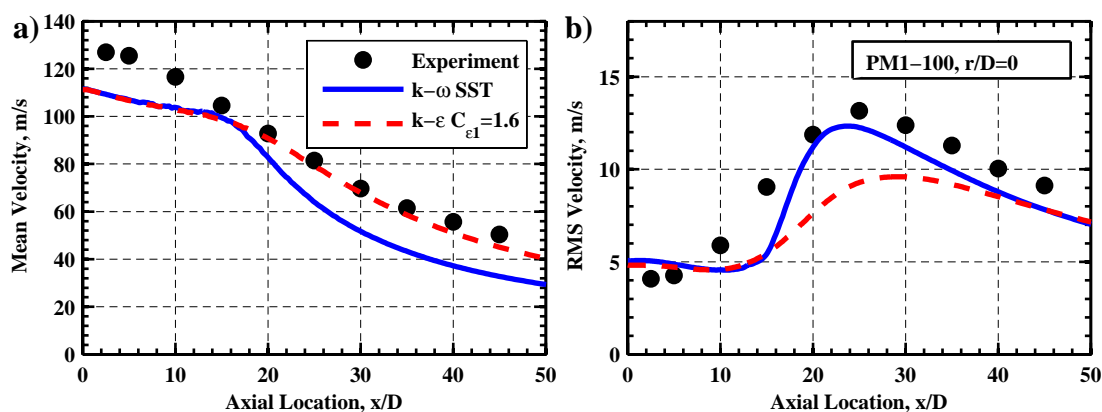 a)
140
120
100
80
60
40
20
0
Mean Velocity, m/s
Experiment
k−ω SST
k−ε Cε1=1.6
0 10 20 30 40 50
Axial Location, x/D
b)
15
10
5
0
RMS Velocity, m/s
PM1−100, r/D=0
0 10 20 30 40 50
Axial Location, x/D